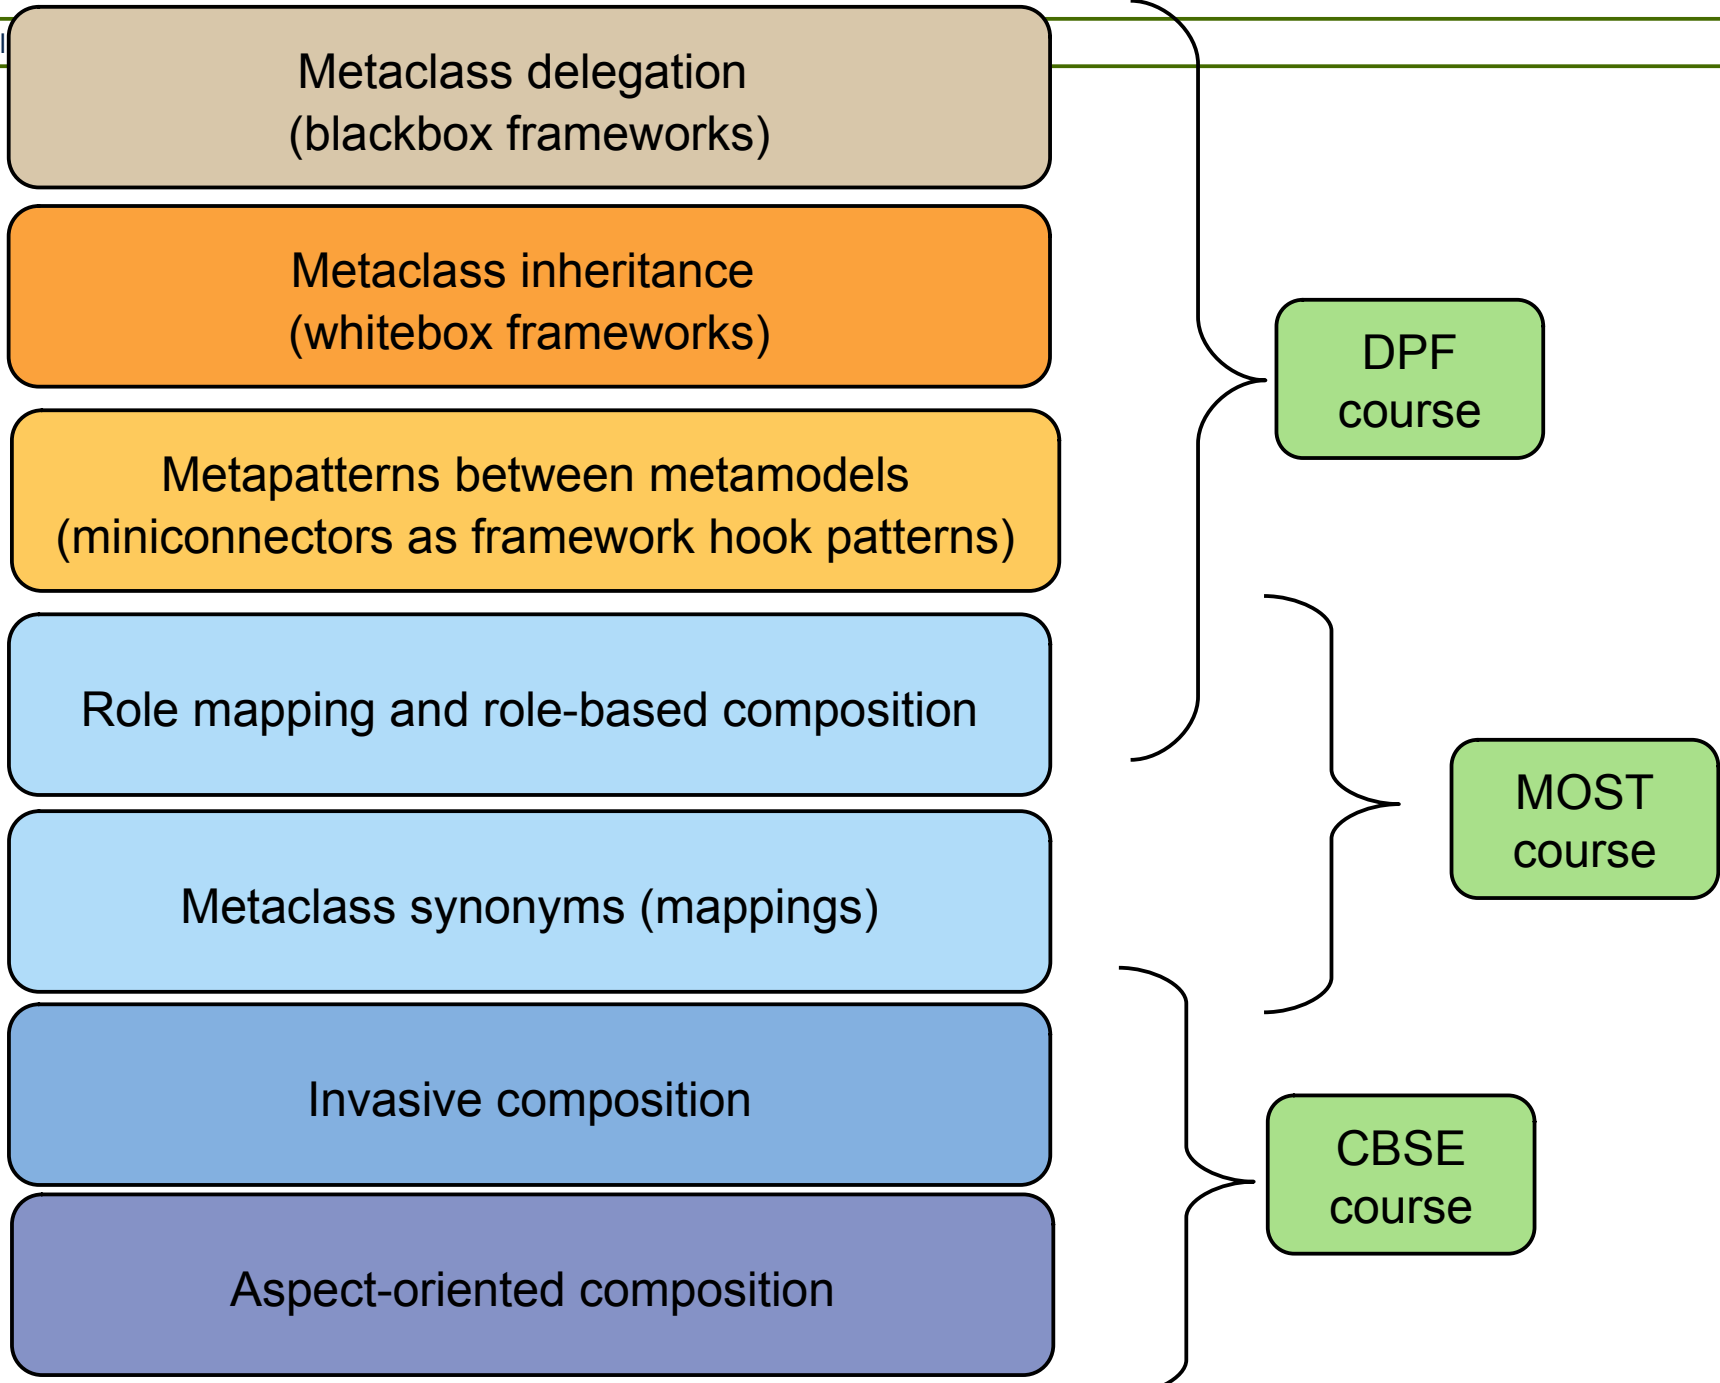 Metaclass delegation
(blackbox frameworks)
Metaclass inheritance
(whitebox frameworks)
DPF
course
Metapatterns between metamodels
(miniconnectors as framework hook patterns)
Role mapping and role-based composition
MOST
course
Metaclass synonyms (mappings)
Invasive composition
CBSE
course
Aspect-oriented composition